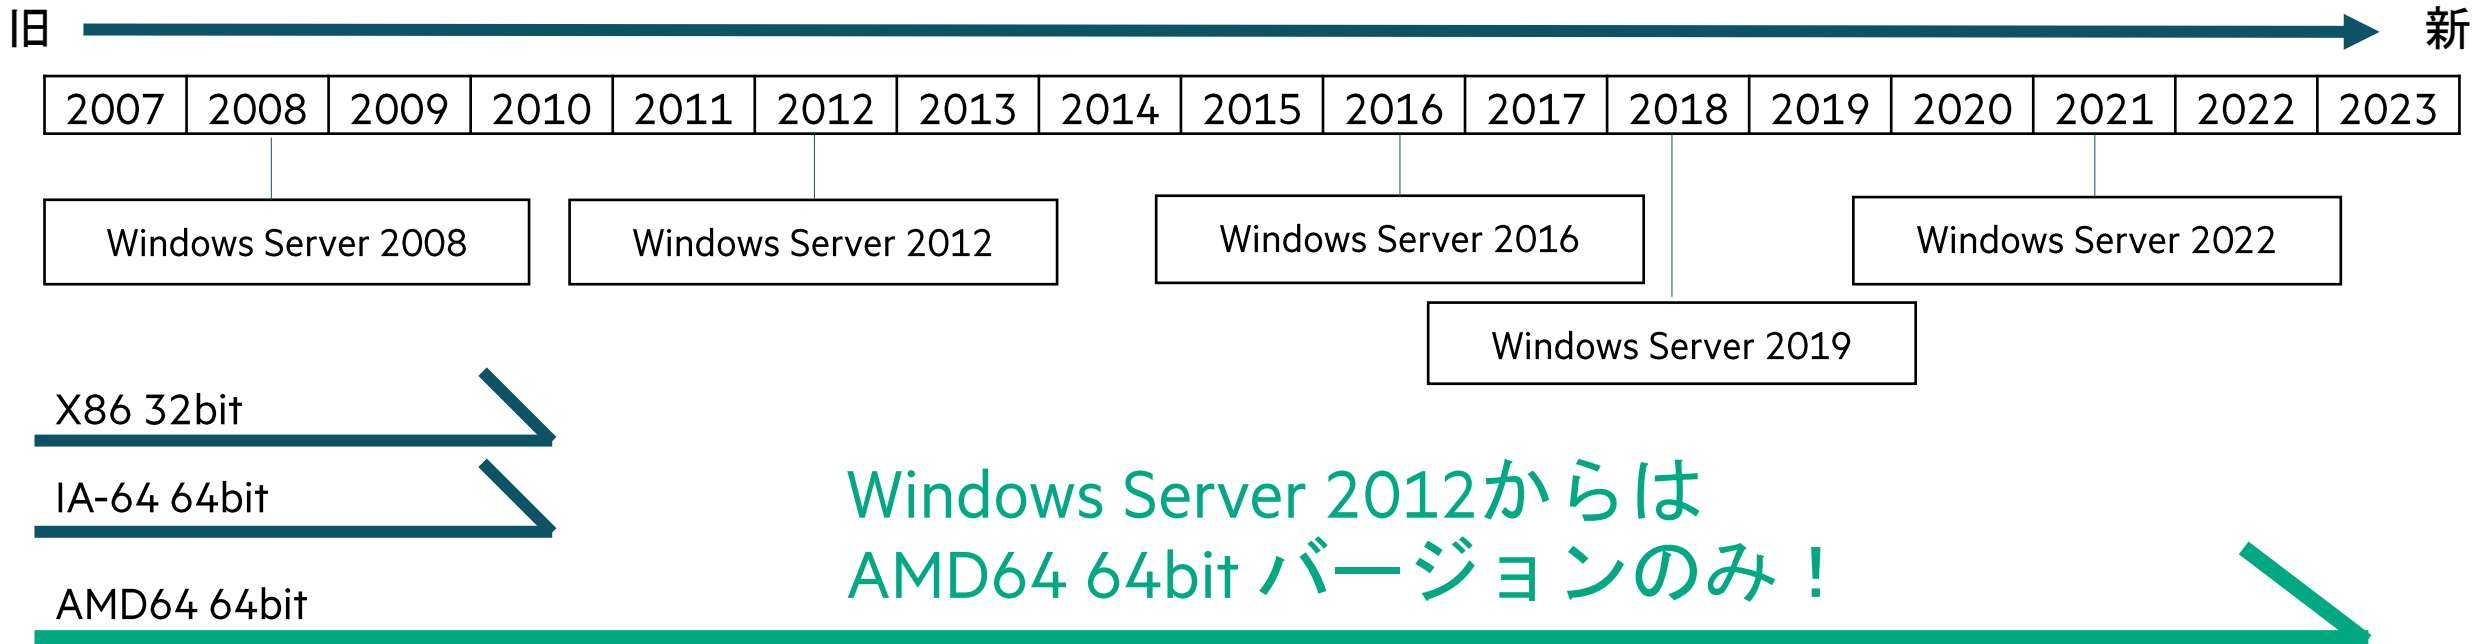 旧 新
2007 2008 2009 2010 2011 2012 2013 2014 2015 2016 2017 2018 2019 2020 2021 2022 2023
Windows Server 2008
Windows Server 2012
Windows Server 2016
Windows Server 2022
Windows Server 2019
X86 32bit
IA-64 64bit
Windows Server 2012からは
AMD64 64bit バージョンのみ！
AMD64 64bit